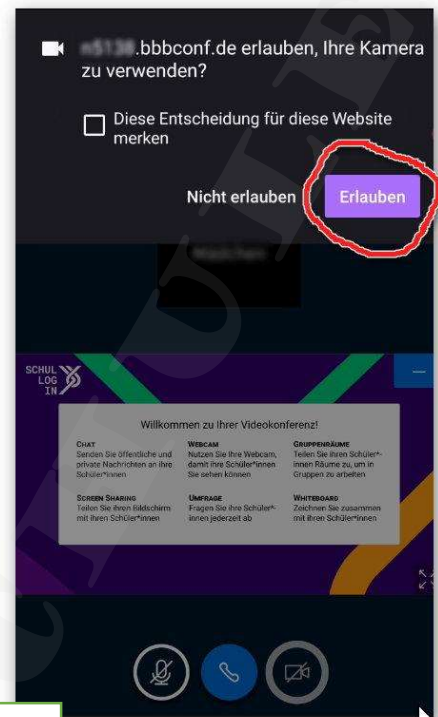 .bbbconf.de erlauben, Ihre Kamera
zu verwenden?
Diese Entscheidung für diese Website
merken
Nicht erlauben
Erlauben
SCHUL
LOG
IN
Willkommen zu Ihrer Videokonferenz!
CHAT
Senden Sie öffentliche und
private Nachrichten an ihre
Schüler*innen
WEBCAM
Nutzen Sie Ihre Webcam,
damit ihre Schüler*innen
Sie sehen können
GRUPPENRÄUME
Teilen Sie ihren Schüler*-
innen Räume zu, um in
Gruppen zu arbeiten
SCREEN SHARING
Teilen Sie ihren Bildschirm
mit ihren Schüler*innen
UMFRAGE
Fragen Sie ihre Schüler*-
innen jederzeit ab
WHITEBOARD
Zeichnen Sie zusammen
mit ihren Schüler*innen